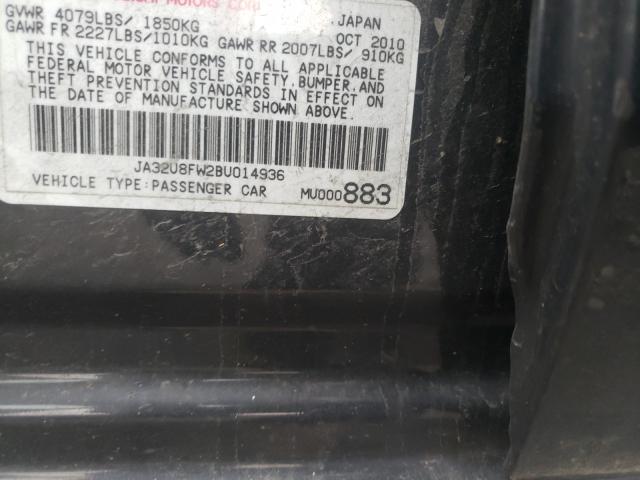 MOTORS CORP
JAPAN
GVWR 4079LBS/ 1850KG OCT 2010
GAWR FR 2227LBS/1010KG GAWR RR 2007LBS/ 910KG
THIS VEHICLE CONFORMS TO ALL APPLICABLE
FEDERAL MOTOR VEHICLE SAFETY, BUMPER, AND
THEFT PREVENTION STANDARDS IN EFFECT ON
THE DATE OF MANUFACTURE SHOWN ABOVE.
JA32U8FW2BU014936
VEHICLE TYPE:PASSENGER CAR MU000883